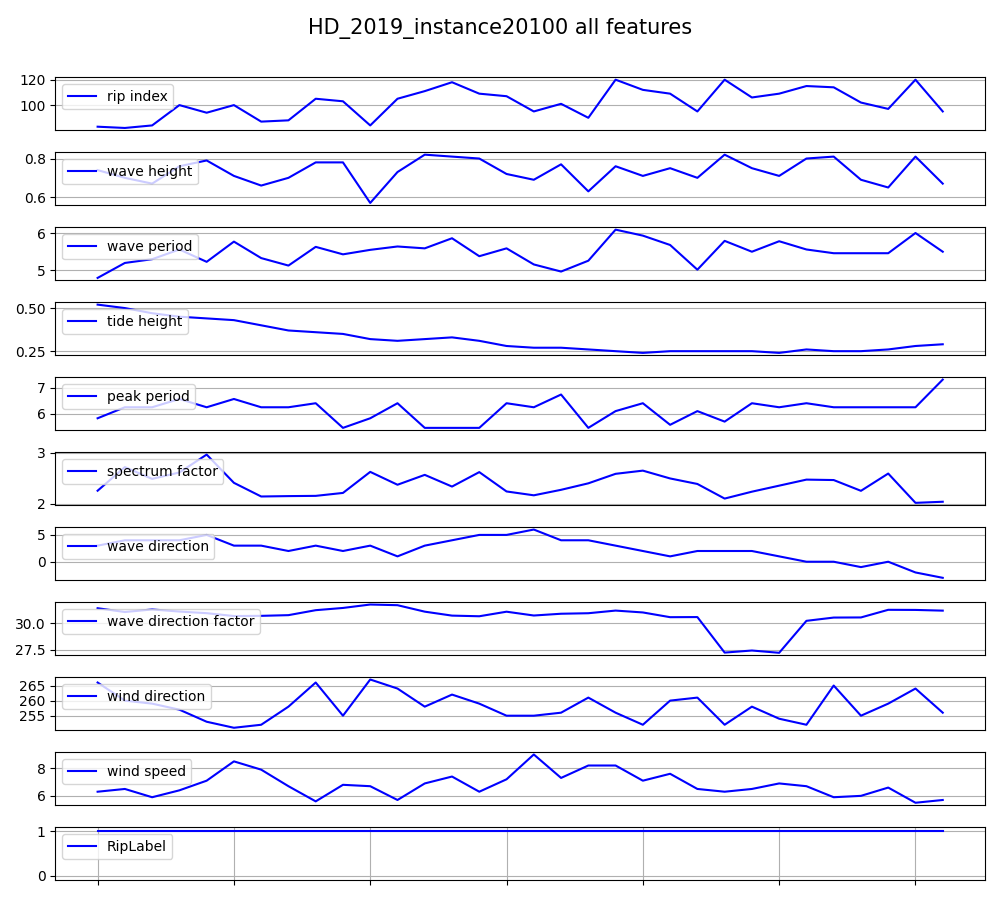 HD_2019_instance20100 all features
120
100
rip index
0.8
0.6
wave height
6
5
wave period
0.50
0.25
tide height
7
6
peak period
3
2
spectrum factor
5
0
wave direction
30.0
27.5
wave direction factor
265
260
255
wind direction
8
6
wind speed
1
0
RipLabel